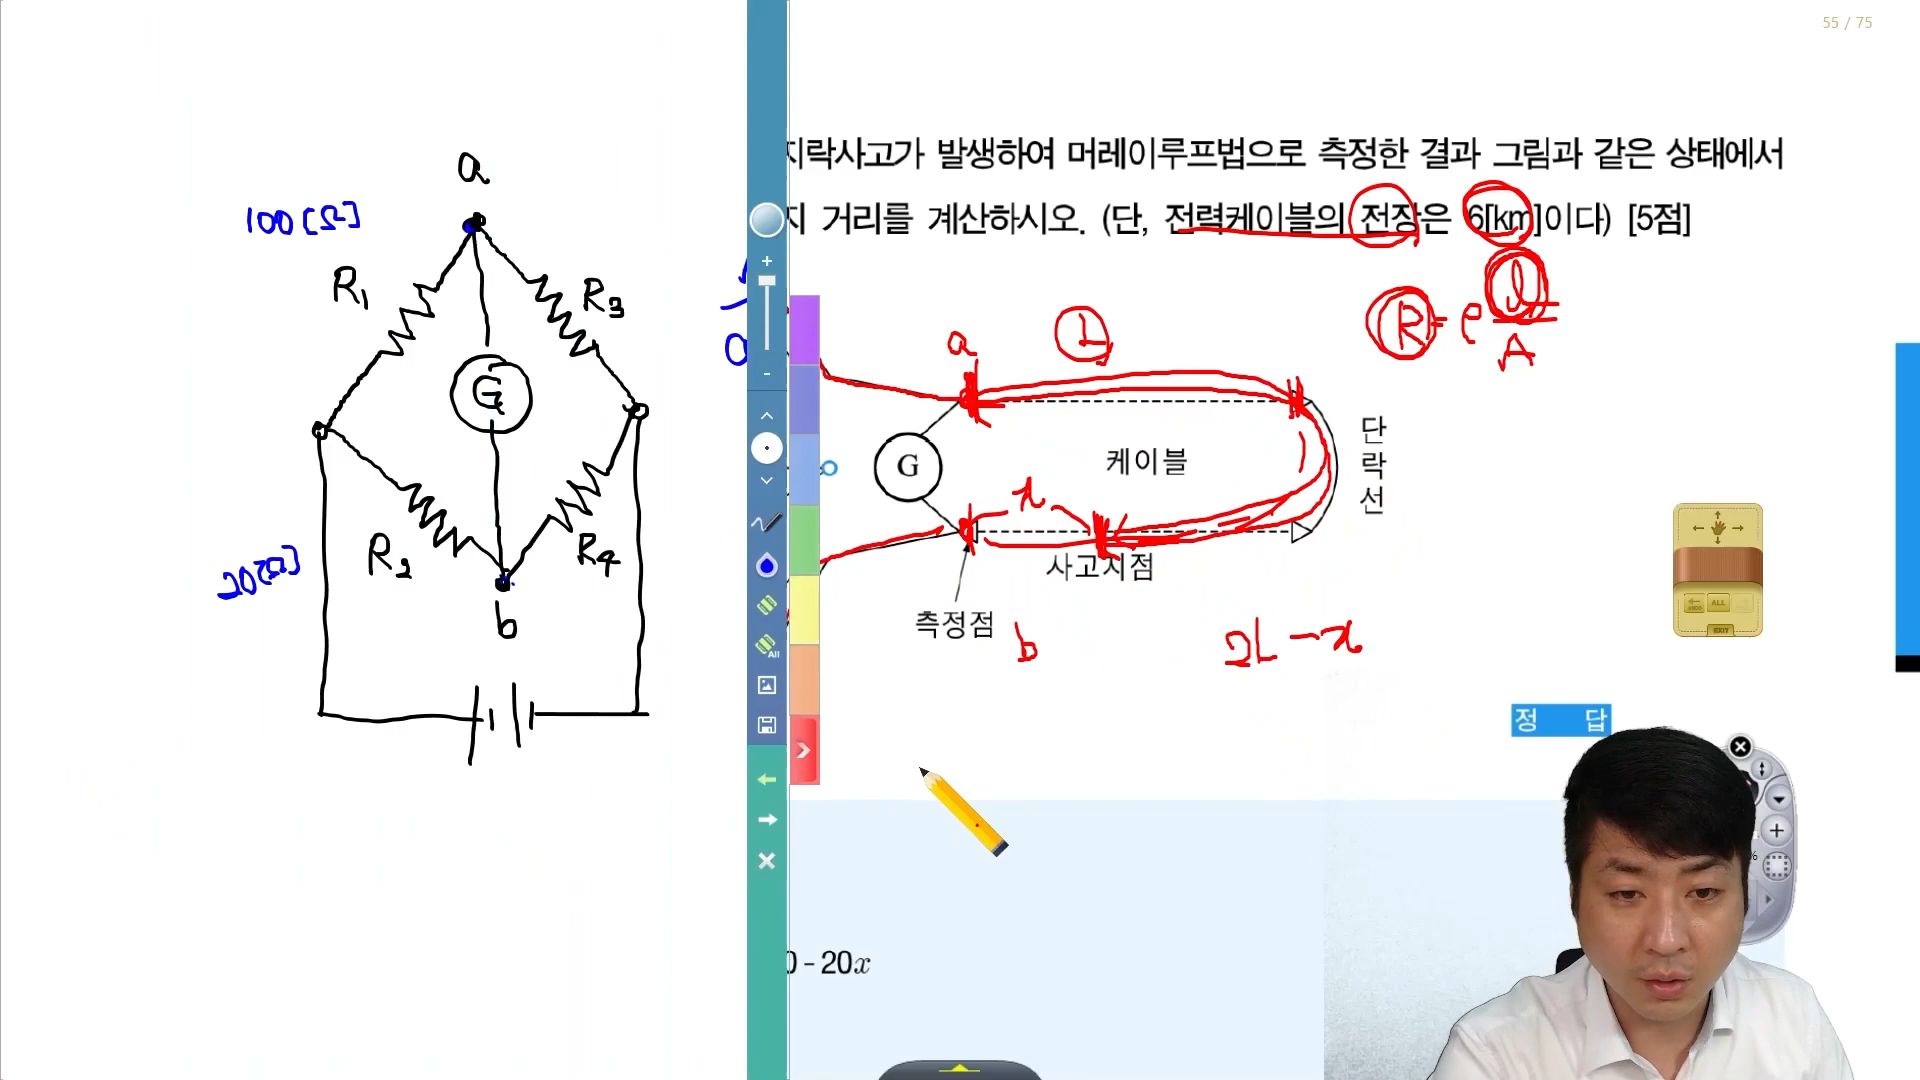 55 / 75
지락사고가 발생하여 머레이루프법으로 측정한 결과 그림과 같은 상태에서
지 거리를 계산하시오. (단, 전력케이블의 전장은 6[km]이다) [5점]
a
100[Ω]
R1
R3
G
R2
R4
20[Ω]
b
R = ρ l / A
a
L
G
케이블
단락선
x
사고지점
측정점
b
2L - x
정 답
0 - 20x
All
ALL
EXIT